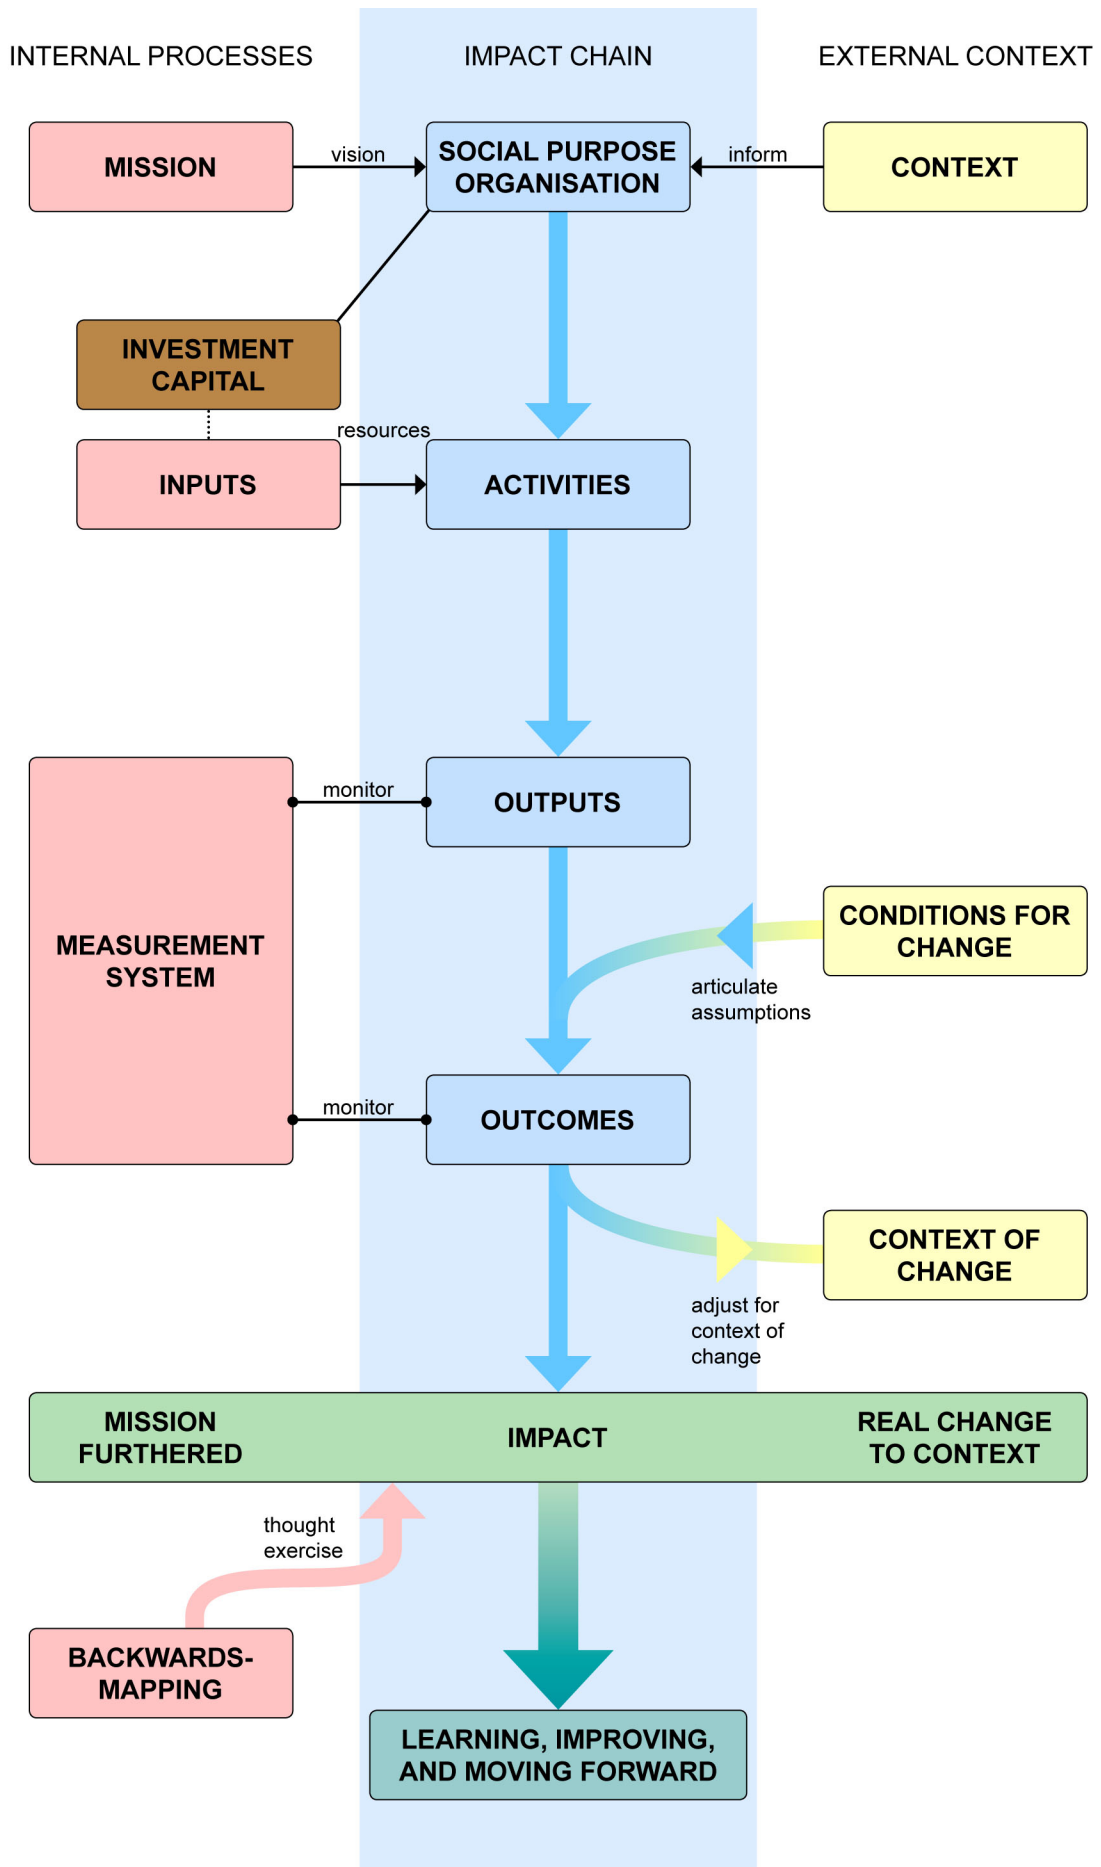 INTERNAL PROCESSES
IMPACT CHAIN
EXTERNAL CONTEXT
MISSION
vision
SOCIAL PURPOSE
ORGANISATION
inform
CONTEXT
INVESTMENT
CAPITAL
resources
INPUTS
ACTIVITIES
monitor
OUTPUTS
CONDITIONS FOR
CHANGE
MEASUREMENT
SYSTEM
articulate
assumptions
monitor
OUTCOMES
CONTEXT OF
CHANGE
adjust for
context of
change
MISSION
FURTHERED
IMPACT
REAL CHANGE
TO CONTEXT
thought
exercise
BACKWARDS-
MAPPING
LEARNING, IMPROVING,
AND MOVING FORWARD